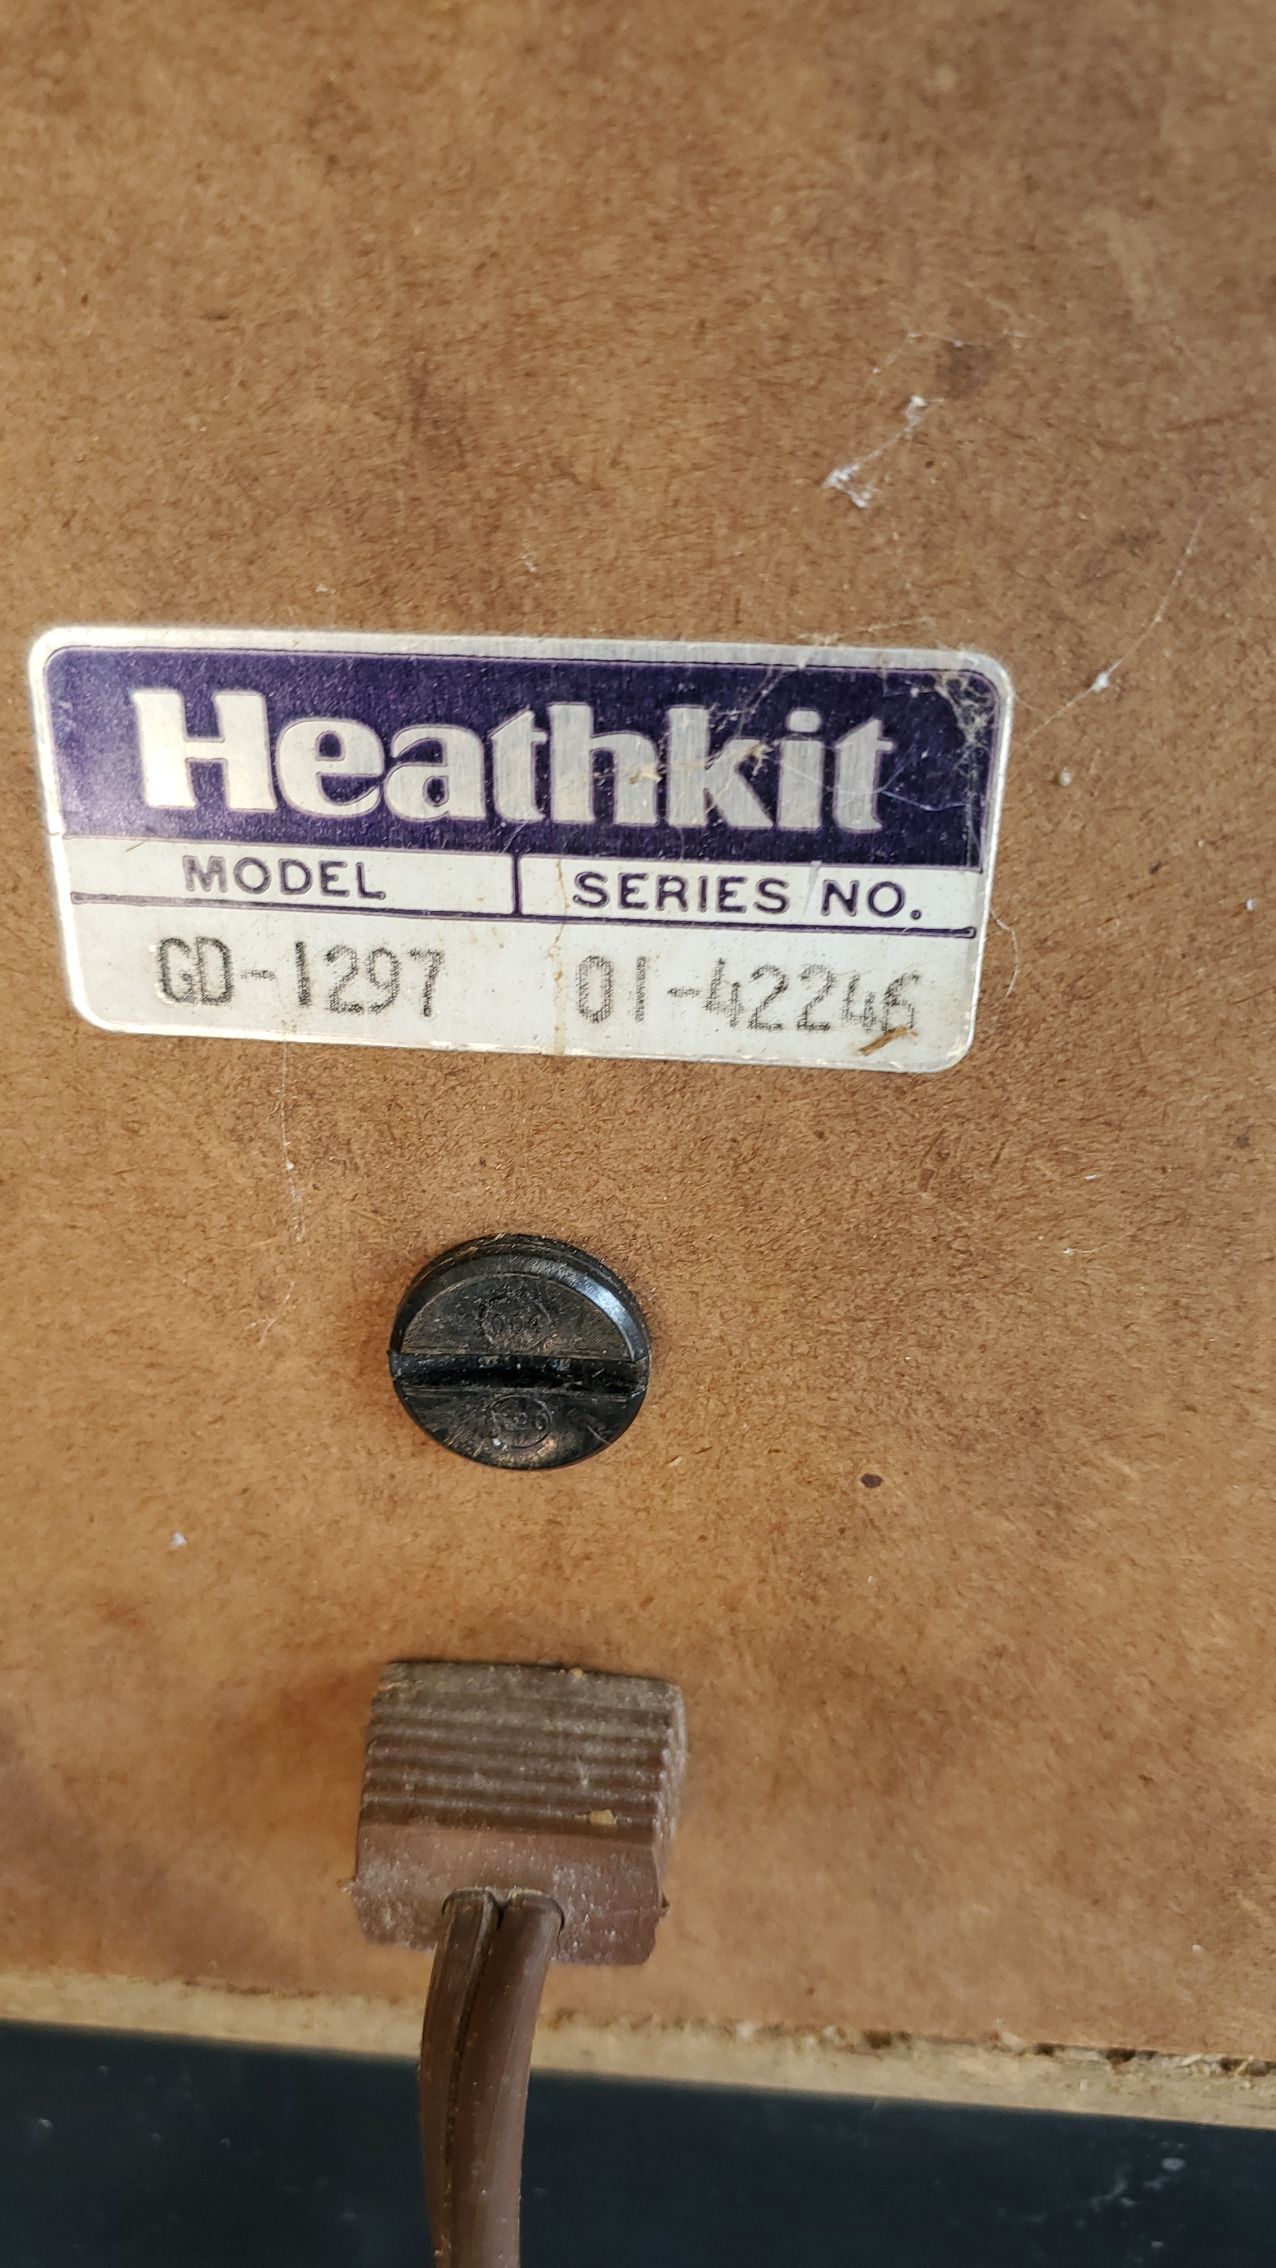 Heathkit
MODEL SERIES NO.
GD-1297 01-42246